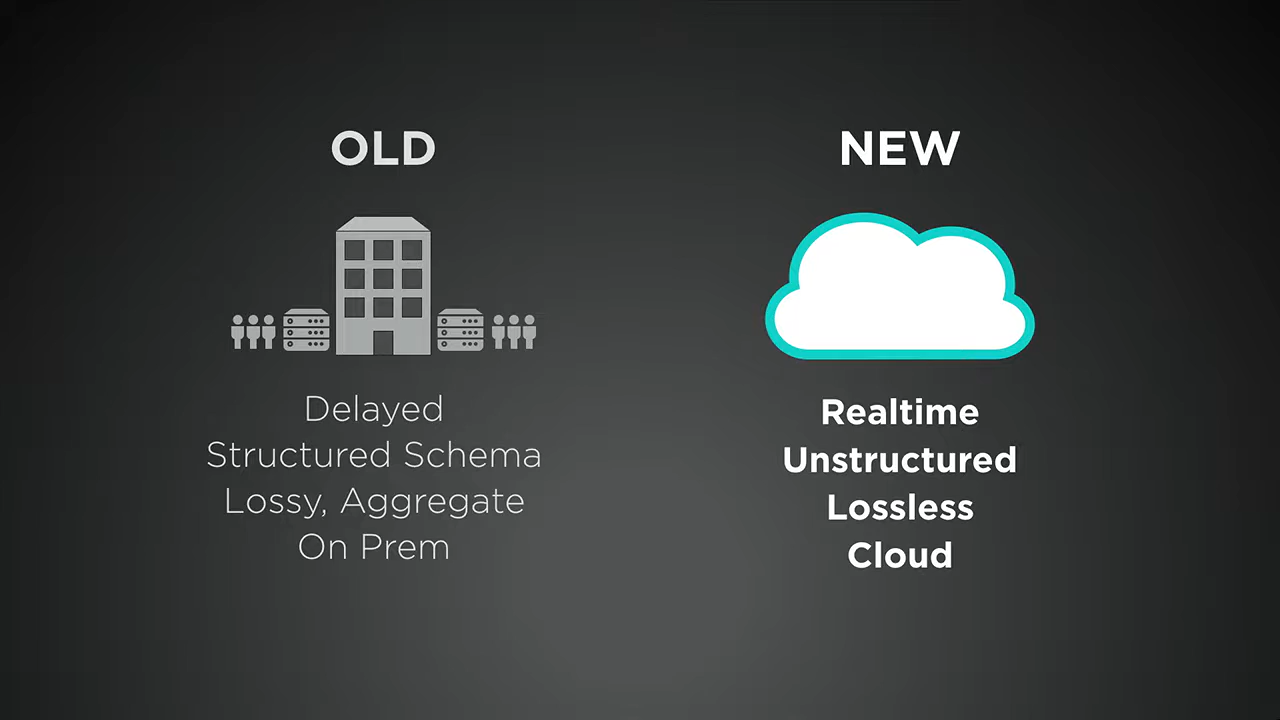 OLD
Delayed
Structured Schema
Lossy, Aggregate
On Prem
NEW
Realtime
Unstructured
Lossless
Cloud